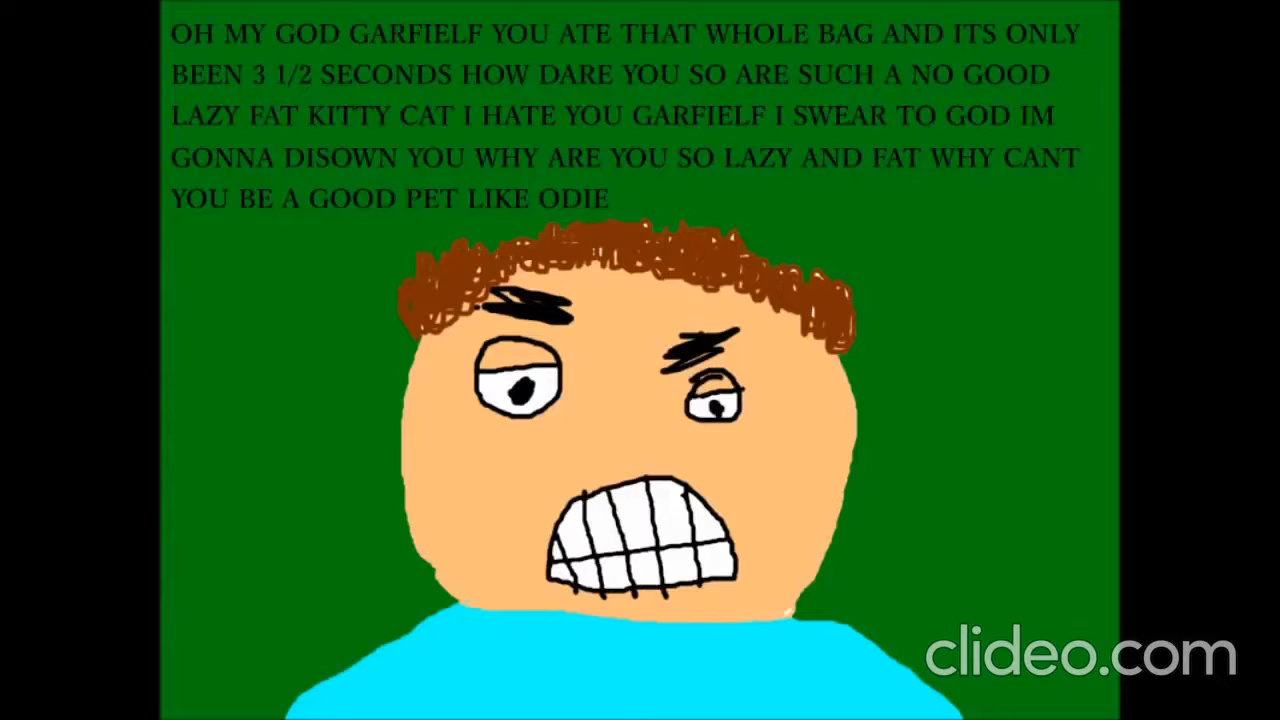 OH MY GOD GARFIELF YOU ATE THAT WHOLE BAG AND ITS ONLY
BEEN 3 1/2 SECONDS HOW DARE YOU SO ARE SUCH A NO GOOD
LAZY FAT KITTY CAT I HATE YOU GARFIELF I SWEAR TO GOD IM
GONNA DISOWN YOU WHY ARE YOU SO LAZY AND FAT WHY CANT
YOU BE A GOOD PET LIKE ODIE
clideo.com